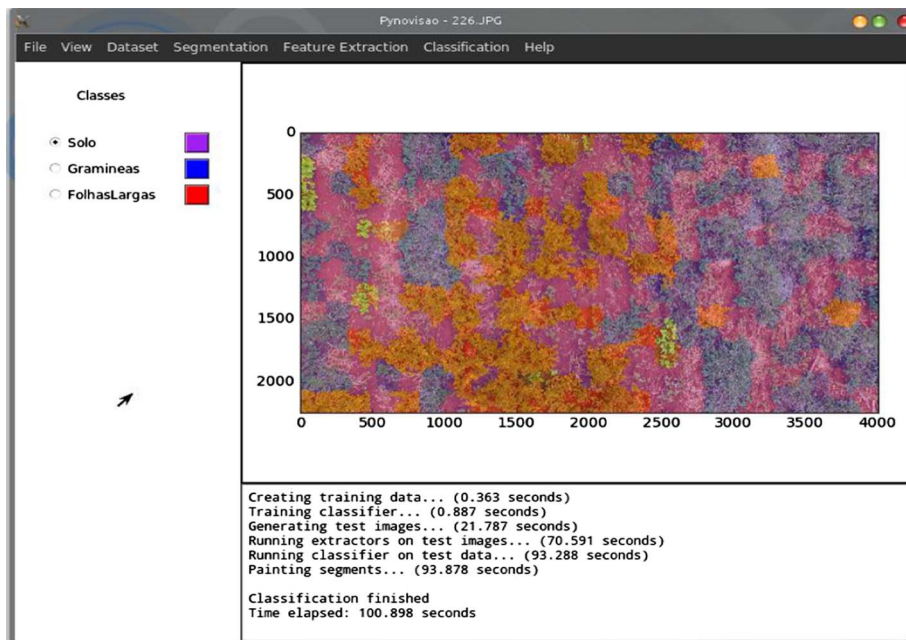 Pynovisao - 226.JPG
File View Dataset Segmentation Feature Extraction Classification Help
Classes
Solo
Gramineas
FolhasLargas
0
500
1000
1500
2000
0 500 1000 1500 2000 2500 3000 3500 4000
Creating training data... (0.363 seconds)
Training classifier... (0.887 seconds)
Generating test images... (21.787 seconds)
Running extractors on test images... (70.591 seconds)
Running classifier on test data... (93.288 seconds)
Painting segments... (93.878 seconds)
Classification finished
Time elapsed: 100.898 seconds